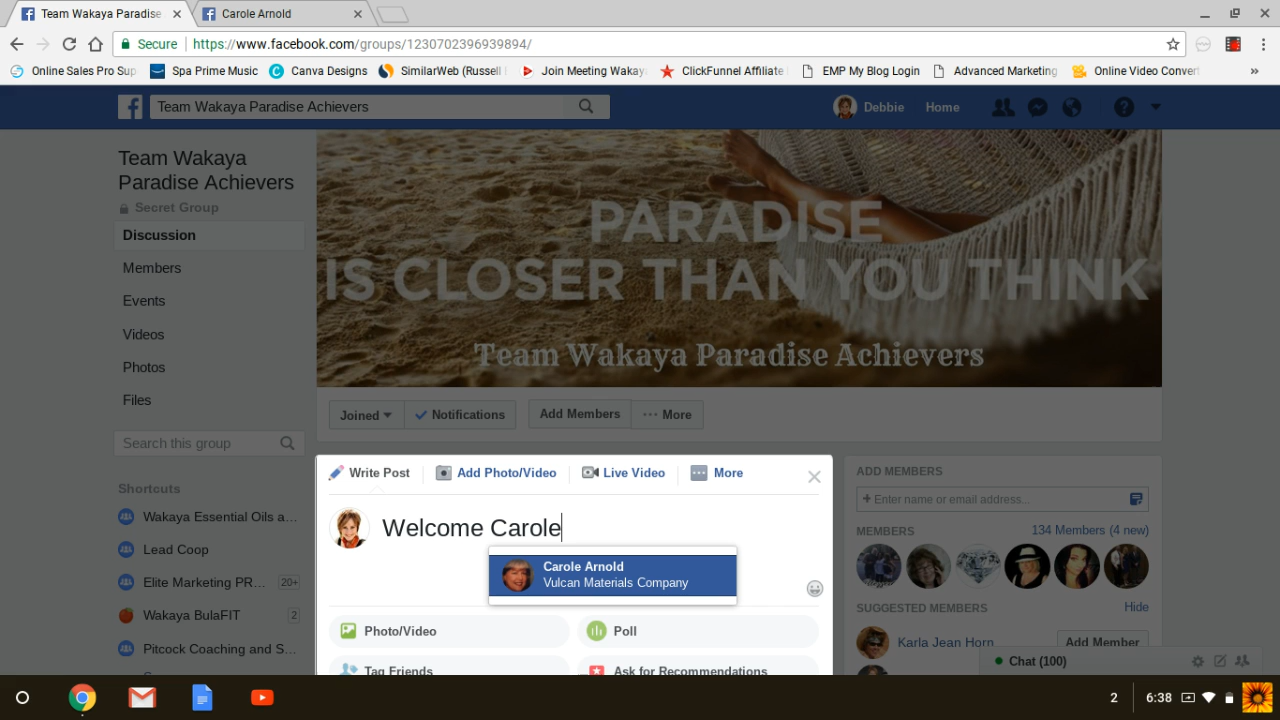 Team Wakaya Paradise
Carole Arnold
Secure
https://www.facebook.com/groups/1230702396939894/
Online Sales Pro Sup
Spa Prime Music
Canva Designs
SimilarWeb (Russell
Join Meeting Wakay
ClickFunnel Affiliate
EMP My Blog Login
Advanced Marketing
Online Video Convert
»
Team Wakaya Paradise Achievers
Debbie
Home
Team Wakaya
Paradise Achievers
Secret Group
Discussion
Members
Events
Videos
Photos
Files
Search this group
Shortcuts
Wakaya Essential Oils a...
Lead Coop
Elite Marketing PR... 20+
Wakaya BulaFIT 2
Pitcock Coaching and S...
PARADISE
IS CLOSER THAN YOU THINK
Team Wakaya Paradise Achievers
Joined
Notifications
Add Members
More
Write Post
Add Photo/Video
Live Video
More
Welcome Carole
Carole Arnold
Vulcan Materials Company
Photo/Video
Poll
Tag Friends
Ask for Recommendations
ADD MEMBERS
+ Enter name or email address...
MEMBERS
134 Members (4 new)
SUGGESTED MEMBERS
Hide
Karla Jean Horn
Add Member
Chat (100)
2
6:38